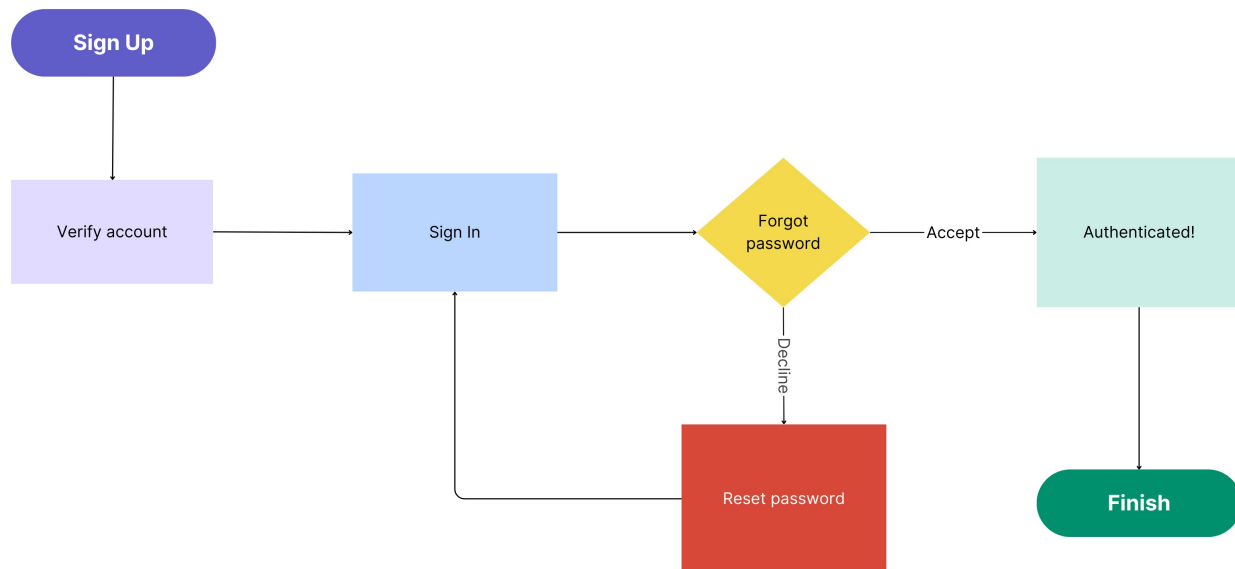 Sign Up
Verify account
Sign In
Forgot
password
Accept
Authenticated!
Decline
Reset password
Finish